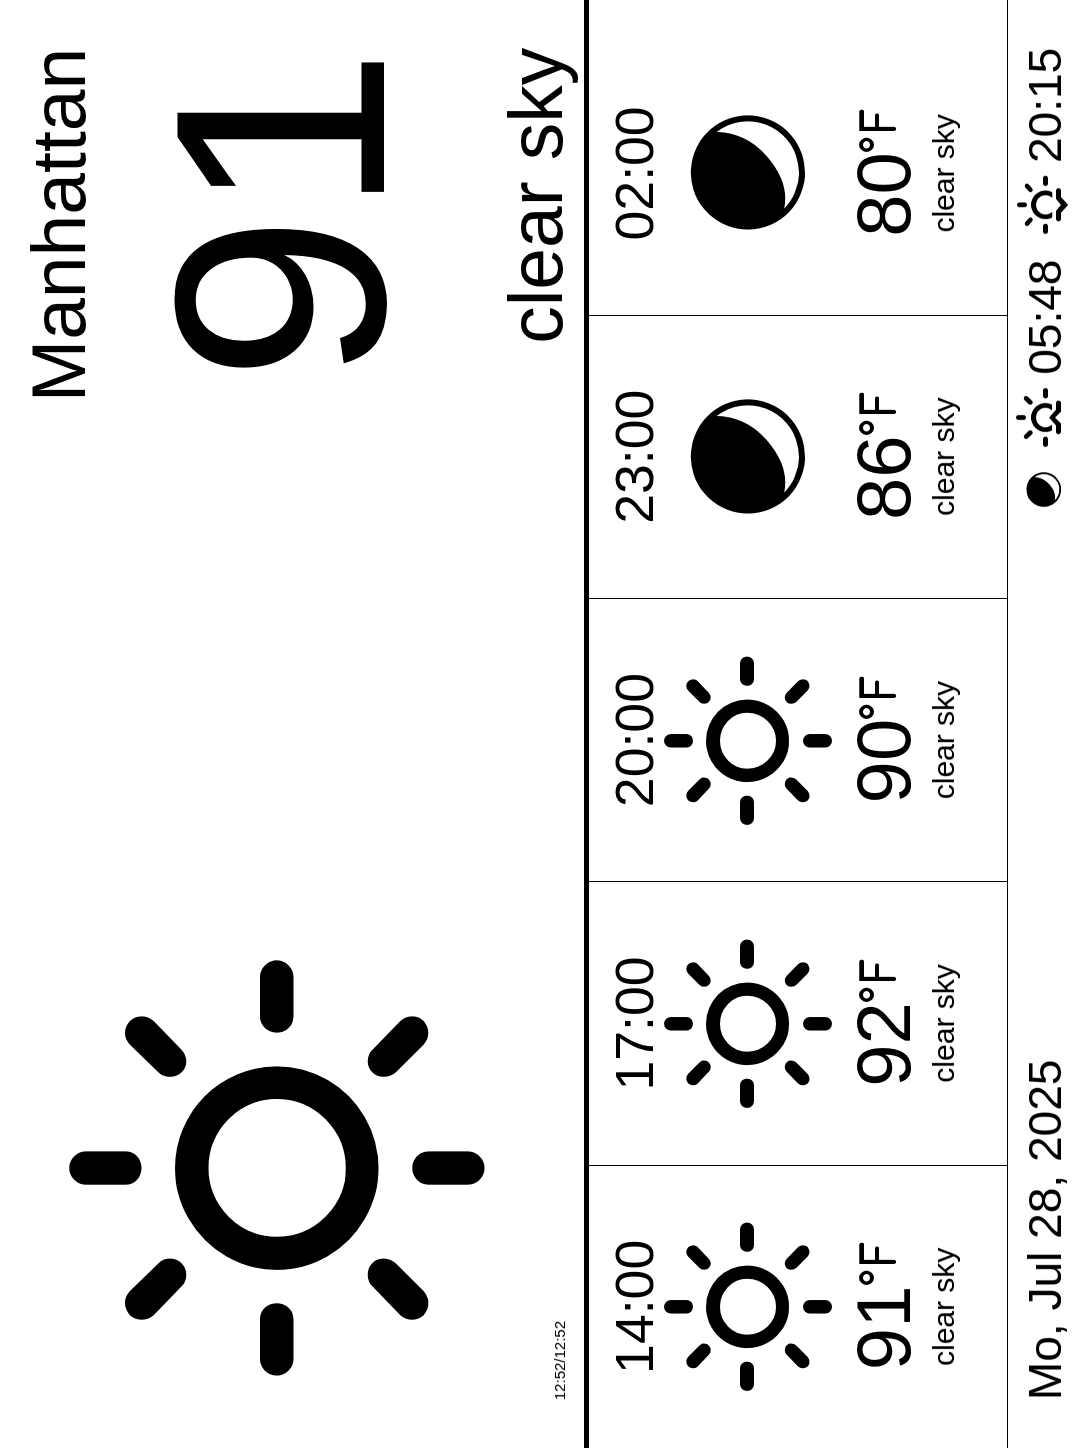 Manhattan
91
clear sky
12:52/12:52
14:00 17:00 20:00 23:00 02:00
91°F 92°F 90°F 86°F 80°F
clear sky clear sky clear sky clear sky clear sky
Mo, Jul 28, 2025 05:48 20:15